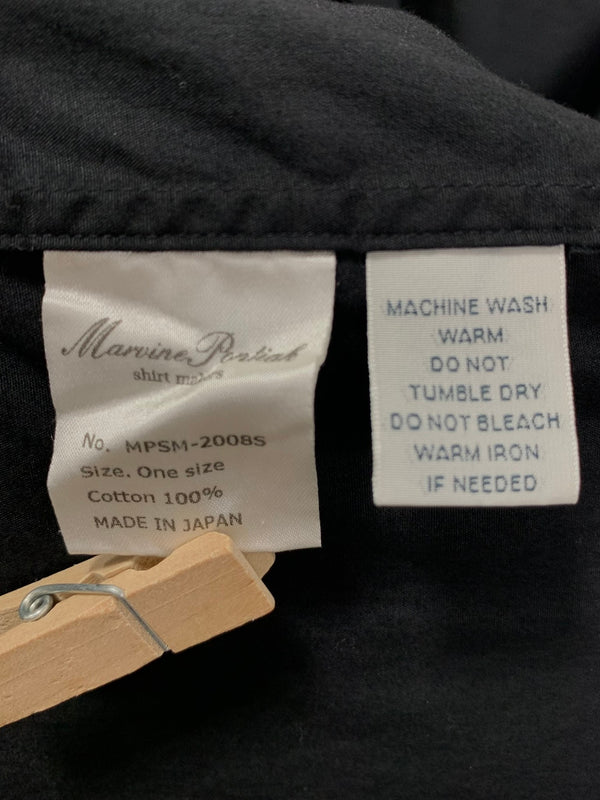 Marvine Pontiak
shirt makers
No. MPSM-2008S
Size. One size
Cotton 100%
MADE IN JAPAN
MACHINE WASH
WARM
DO NOT
TUMBLE DRY
DO NOT BLEACH
WARM IRON
IF NEEDED